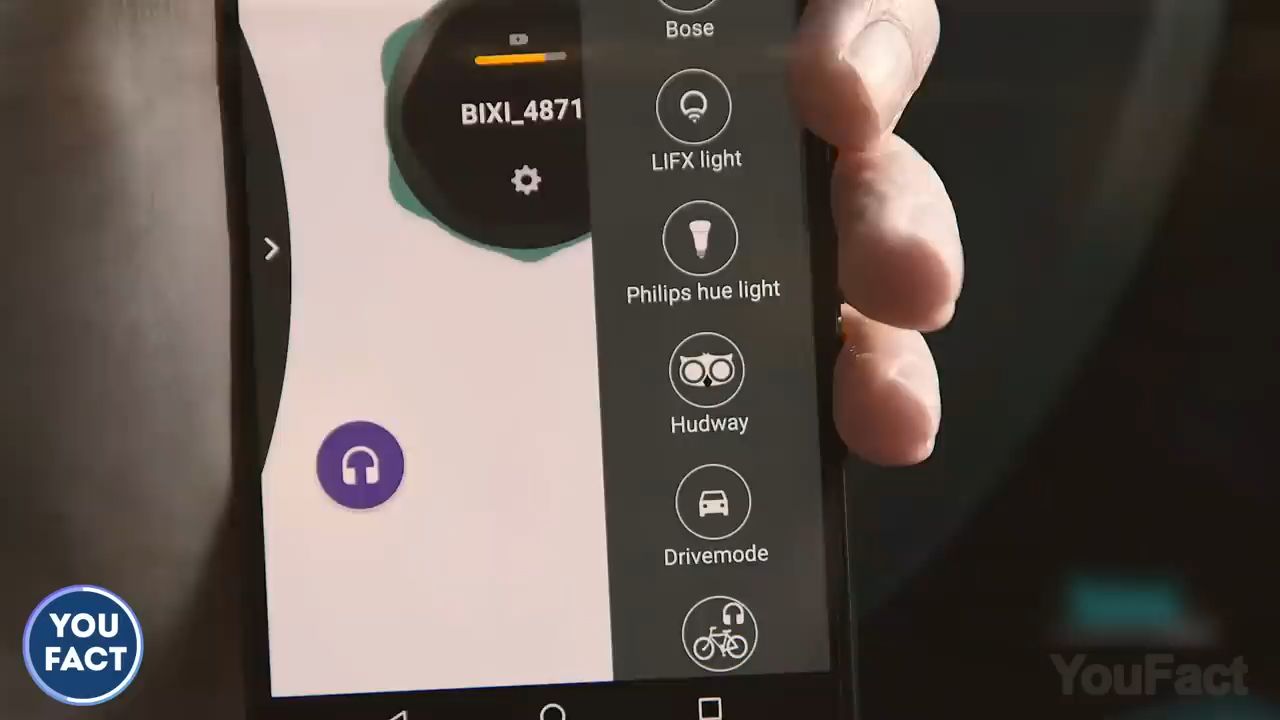 Bose
BIXI_4871
LIFX light
Philips hue light
Hudway
Drivemode
YOU
FACT
YouFact